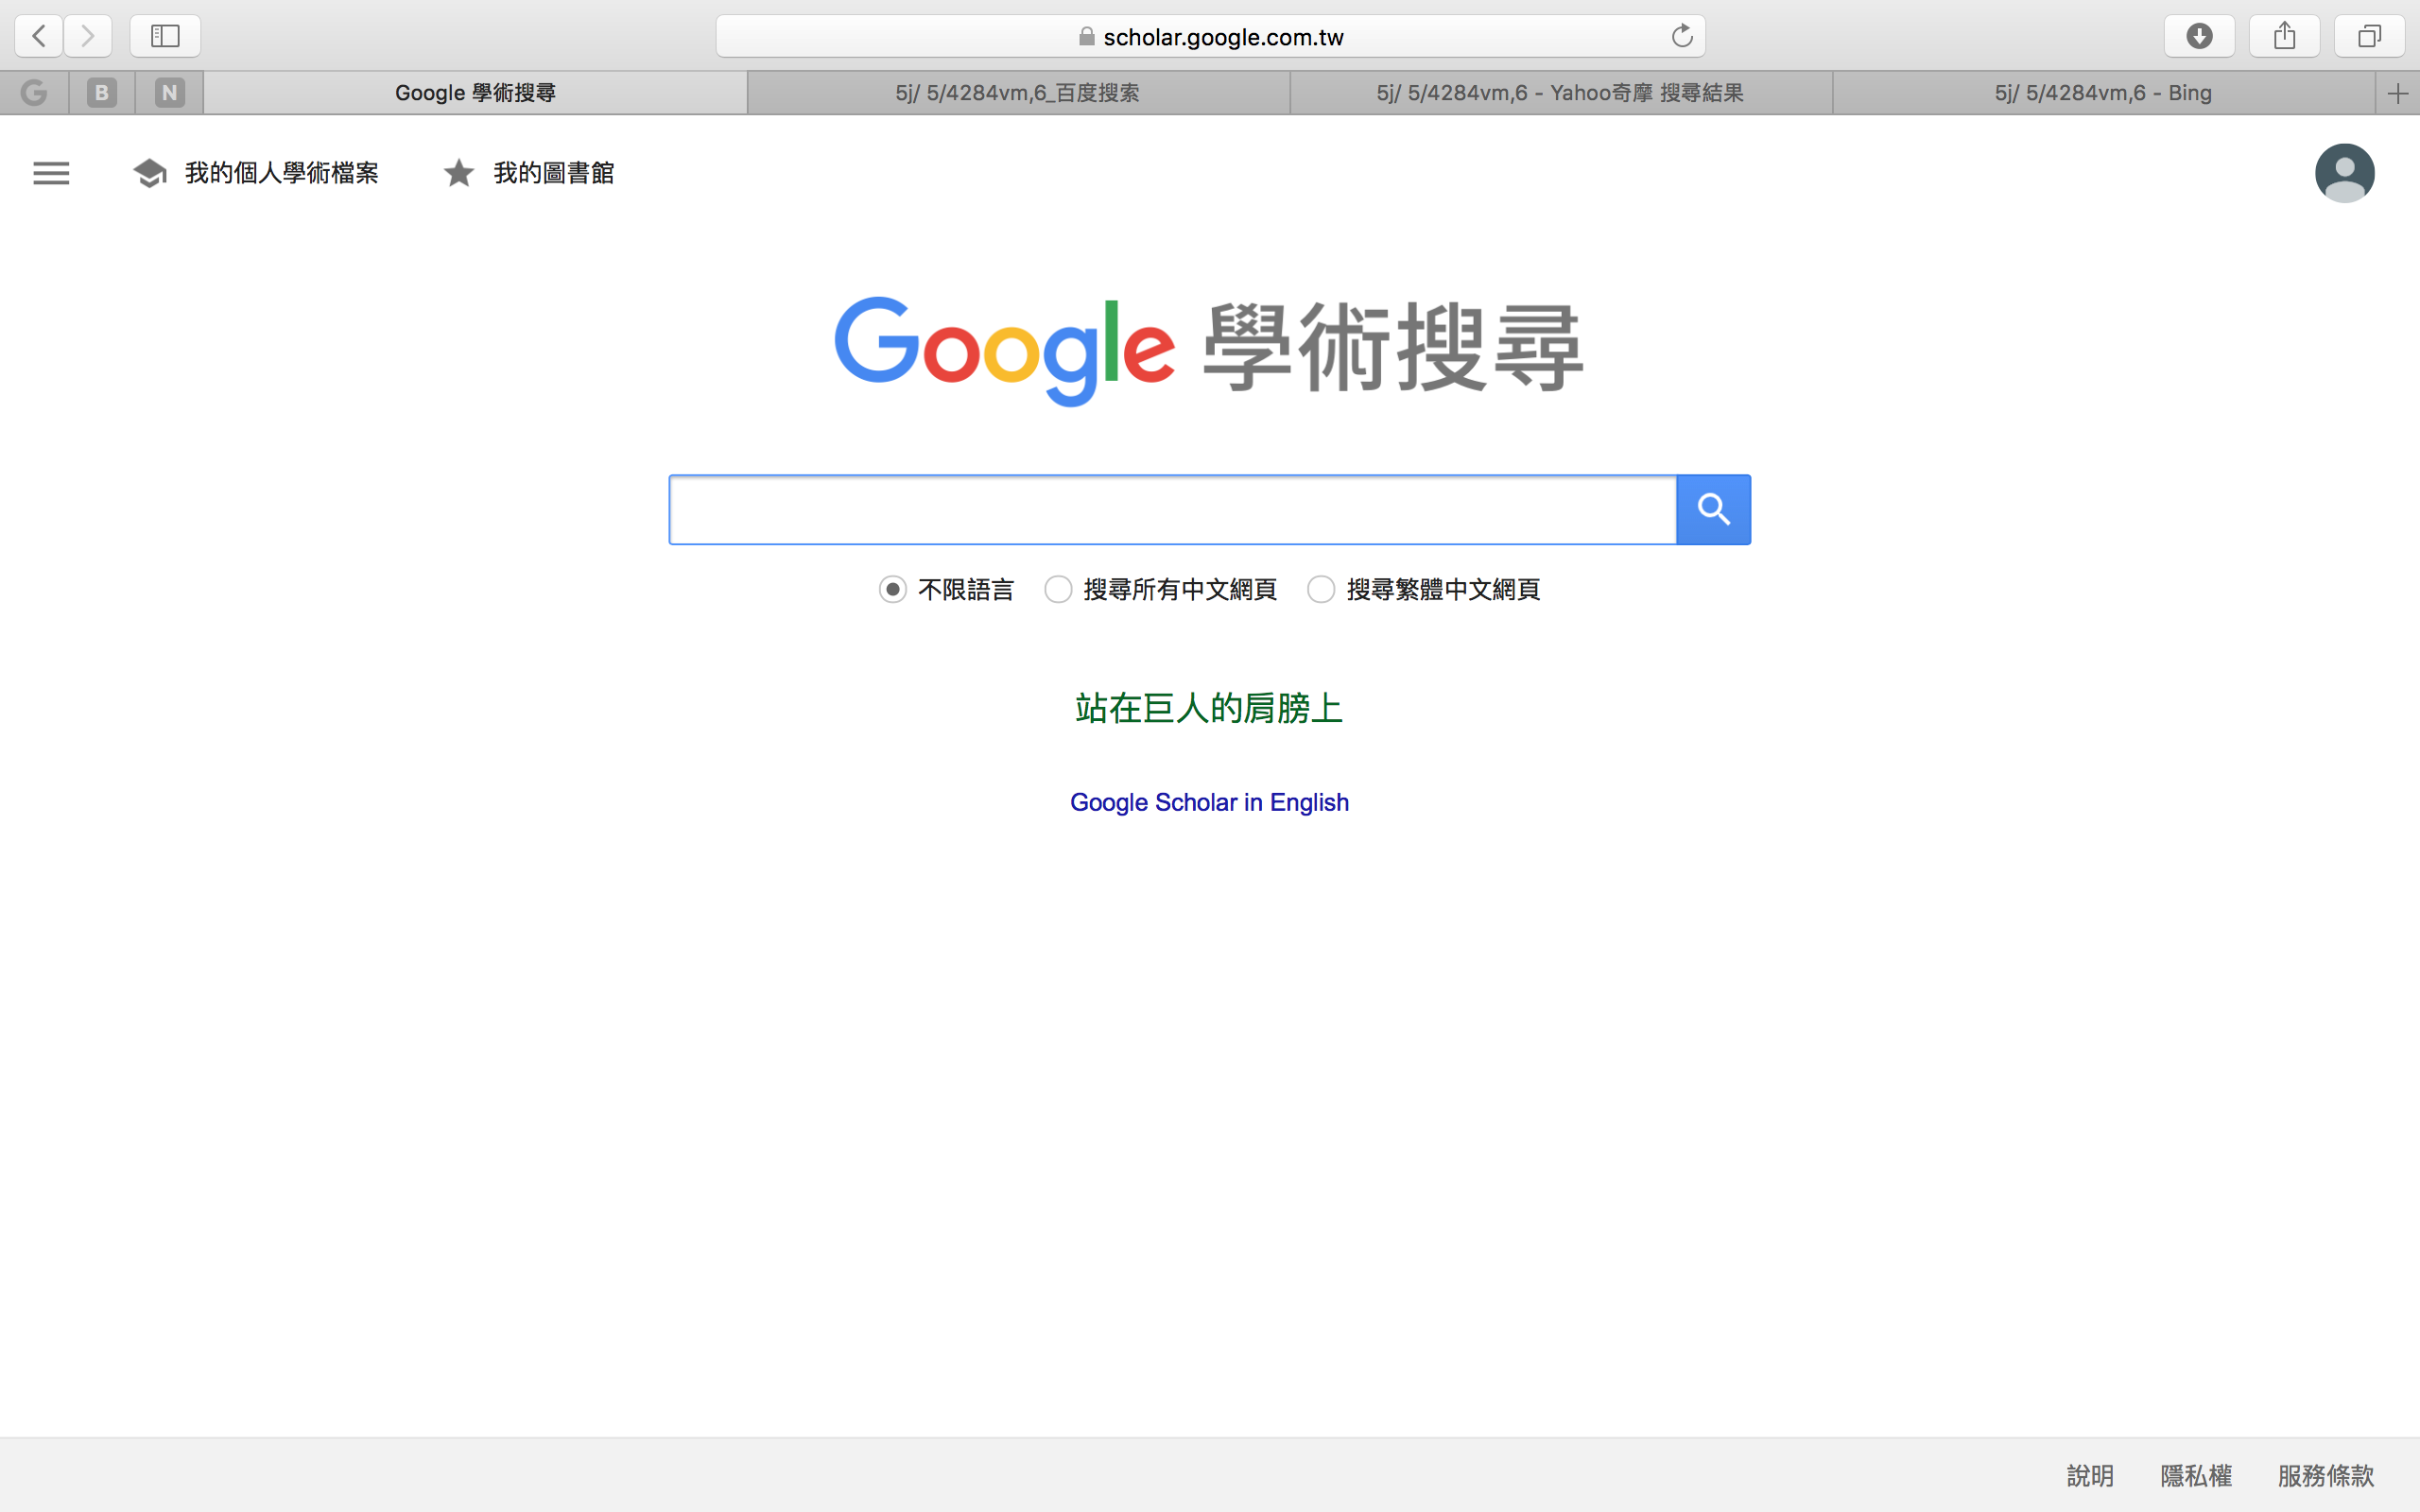 scholar.google.com.tw
G B N Google 學術搜尋 5j/ 5/4284vm,6_百度搜索 5j/ 5/4284vm,6 - Yahoo奇摩 搜尋結果 5j/ 5/4284vm,6 - Bing
我的個人學術檔案 我的圖書館
Google 學術搜尋
不限語言 搜尋所有中文網頁 搜尋繁體中文網頁
站在巨人的肩膀上
Google Scholar in English
說明 隱私權 服務條款